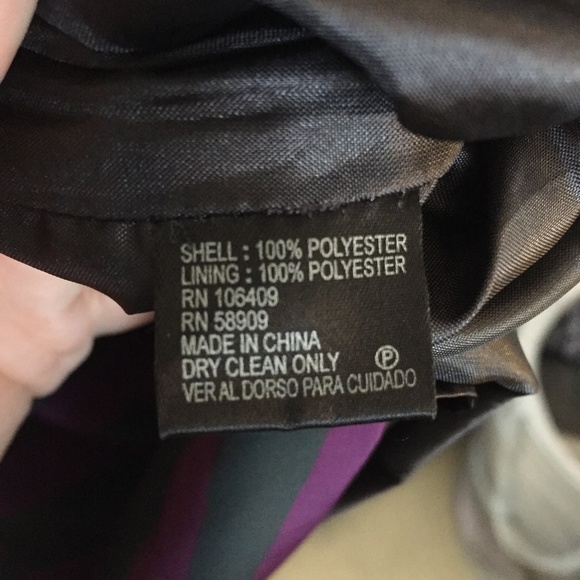 SHELL : 100% POLYESTER
LINING : 100% POLYESTER
RN 106409
RN 58909
MADE IN CHINA
DRY CLEAN ONLY Ⓟ
VER AL DORSO PARA CUIDADO